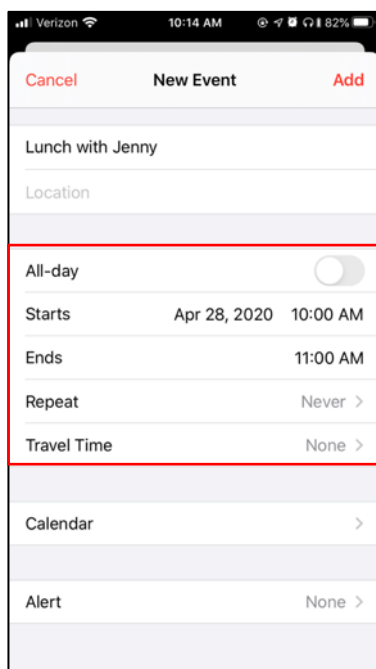 Verizon 10:14 AM 82%
Cancel New Event Add
Lunch with Jenny
Location
All-day
Starts Apr 28, 2020 10:00 AM
Ends 11:00 AM
Repeat Never >
Travel Time None >
Calendar >
Alert None >